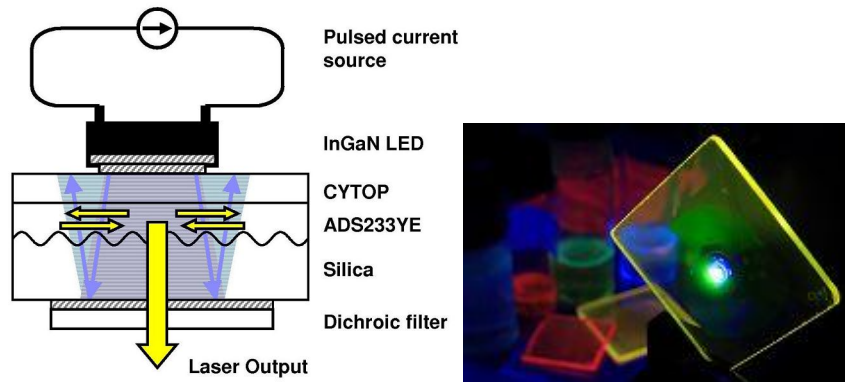 Pulsed current
source
InGaN LED
CYTOP
ADS233YE
Silica
Dichroic filter
Laser Output